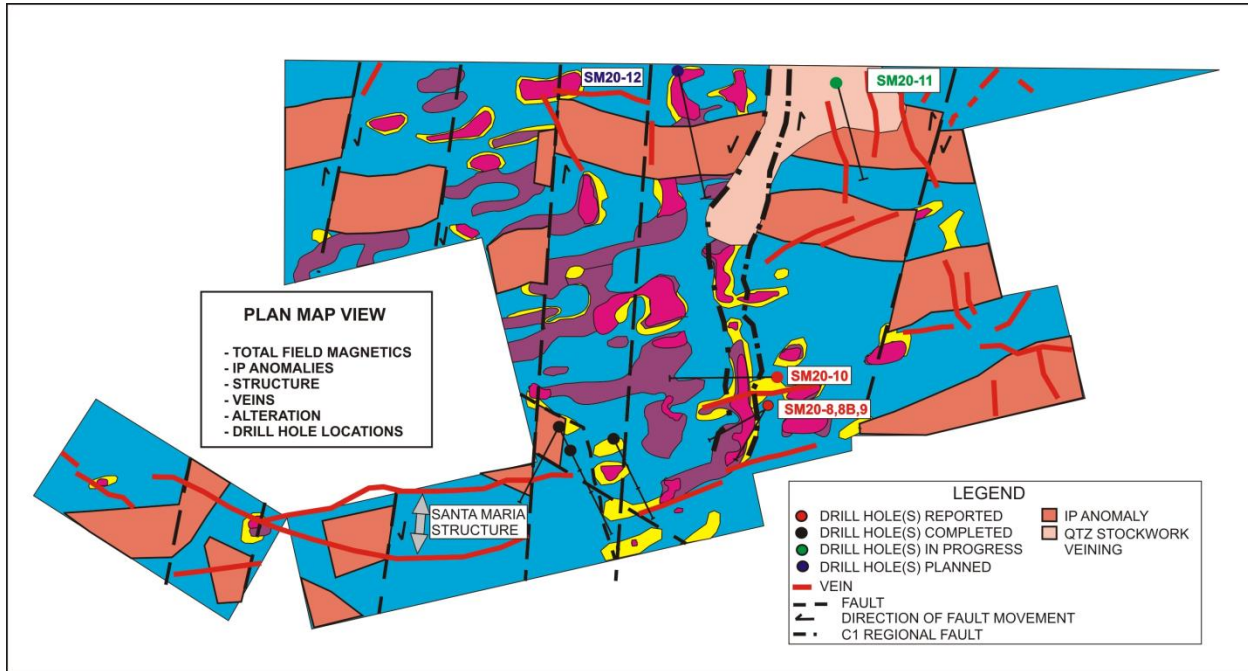 SM20-12
SM20-11
PLAN MAP VIEW
- TOTAL FIELD MAGNETICS
- IP ANOMALIES
- STRUCTURE
- VEINS
- ALTERATION
- DRILL HOLE LOCATIONS
SM20-10
SM20-8,8B,9
SANTA MARIA
STRUCTURE
LEGEND
DRILL HOLE(S) REPORTED
DRILL HOLE(S) COMPLETED
DRILL HOLE(S) IN PROGRESS
DRILL HOLE(S) PLANNED
VEIN
FAULT
DIRECTION OF FAULT MOVEMENT
C1 REGIONAL FAULT
IP ANOMALY
QTZ STOCKWORK
VEINING